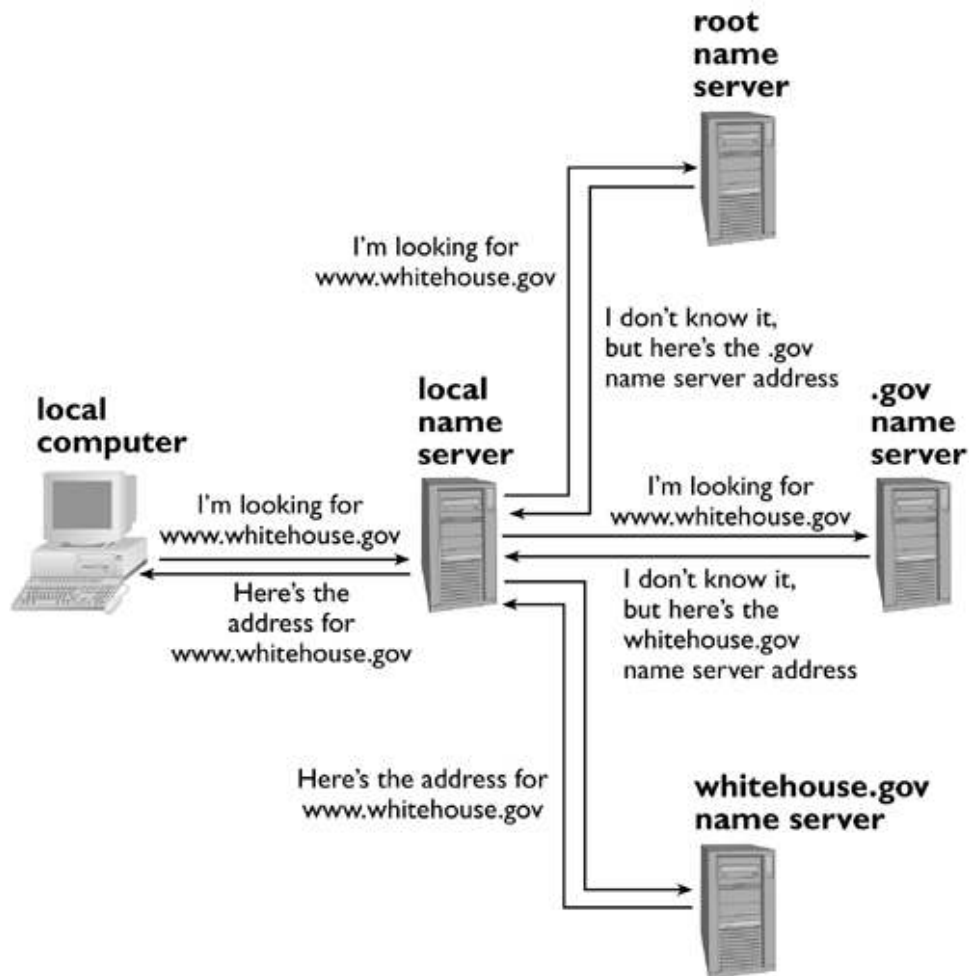 root
name
server
I'm looking for
www.whitehouse.gov
I don't know it,
but here's the .gov
name server address
local
computer
local
name
server
.gov
name
server
I'm looking for
www.whitehouse.gov
I'm looking for
www.whitehouse.gov
Here's the
address for
www.whitehouse.gov
I don't know it,
but here's the
whitehouse.gov
name server address
Here's the address for
www.whitehouse.gov
whitehouse.gov
name server